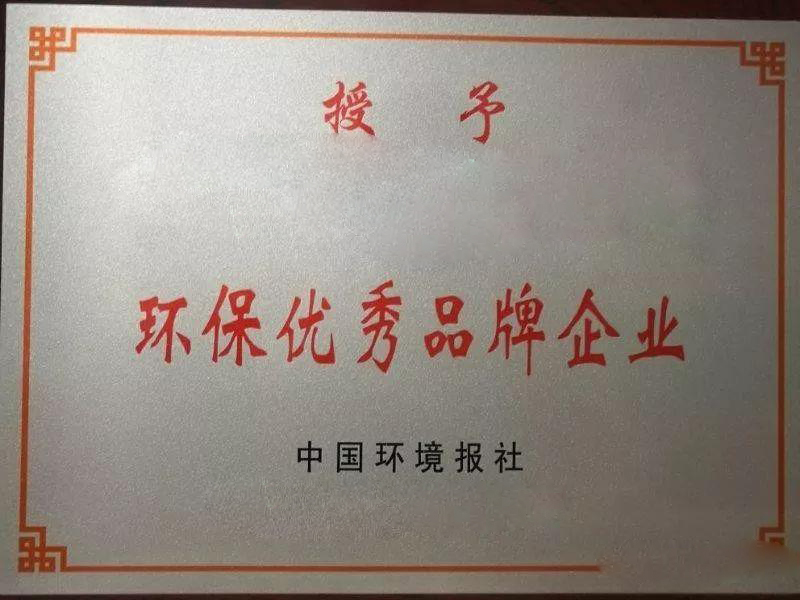 授予
环保优秀品牌企业
中国环境报社